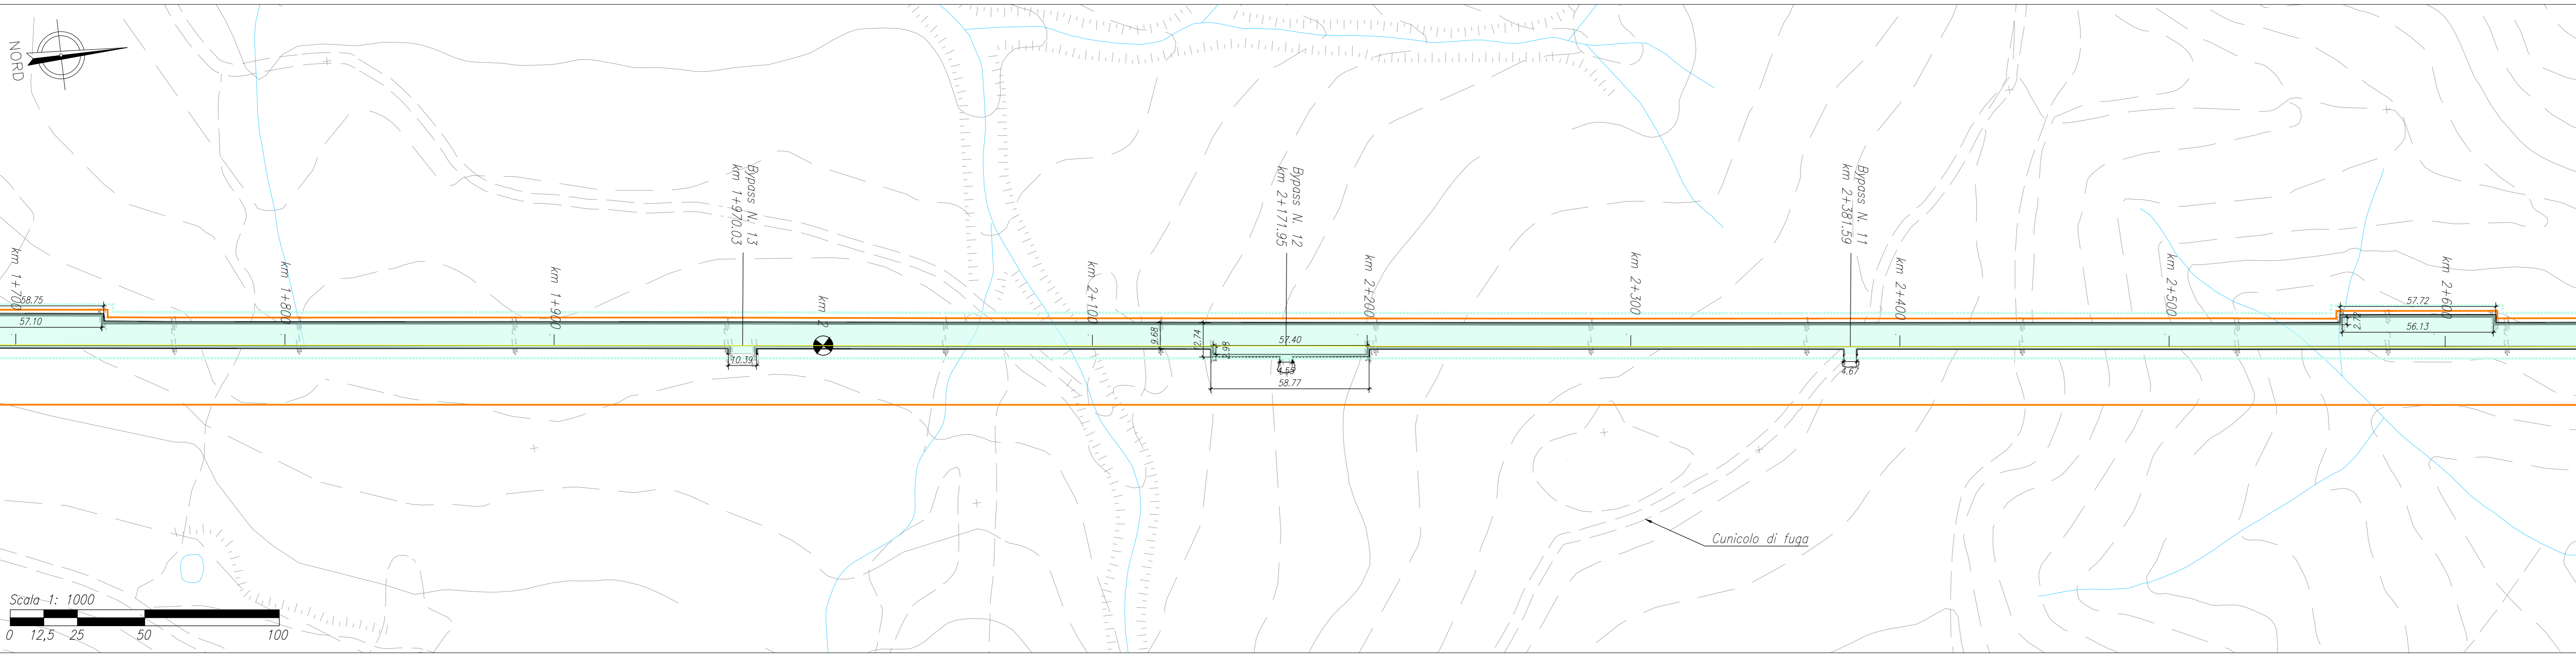 NORD
km 1+700
58.75
57.10
km 1+800
km 1+900
Bypass N. 13
km 1+970.03
10.39
km 2
km 2+100
9.98
12.74
2.98
Bypass N. 12
km 2+171.95
57.40
4.55
58.77
km 2+200
km 2+300
Bypass N. 11
km 2+381.59
4.67
km 2+400
km 2+500
57.72
2.72
56.13
km 2+600
Cunicolo di fuga
Scala 1: 1000
0 12,5 25 50 100